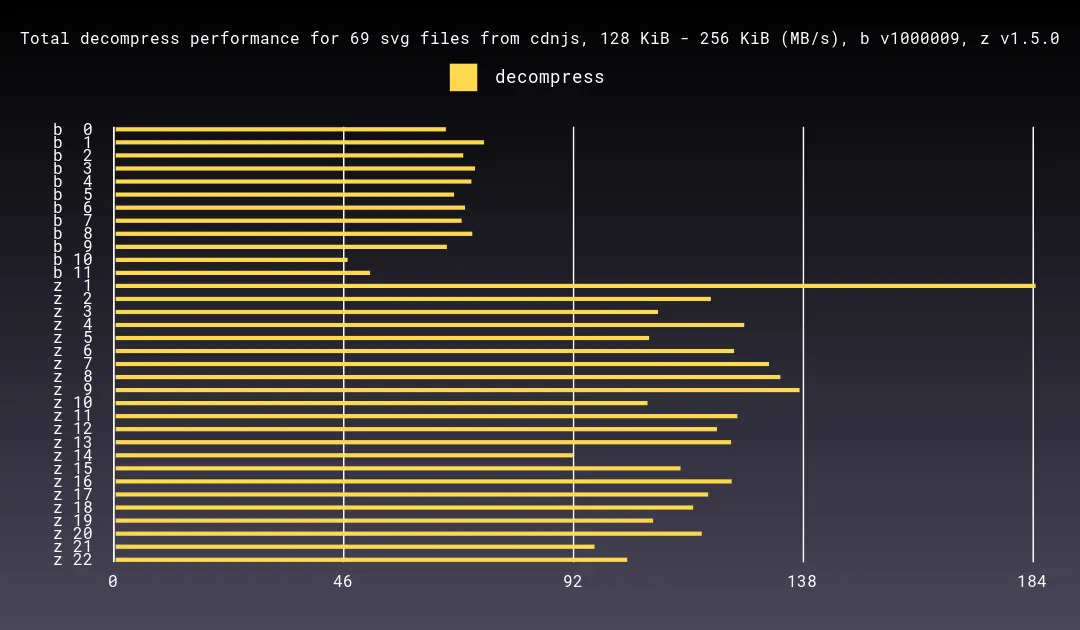 Total decompress performance for 69 svg files from cdnjs, 128 KiB - 256 KiB (MB/s), b v1000009, z v1.5.0
decompress
b 0
b 1
b 2
b 3
b 4
b 5
b 6
b 7
b 8
b 9
b 10
b 11
z 1
z 2
z 3
z 4
z 5
z 6
z 7
z 8
z 9
z 10
z 11
z 12
z 13
z 14
z 15
z 16
z 17
z 18
z 19
z 20
z 21
z 22
0 46 92 138 184